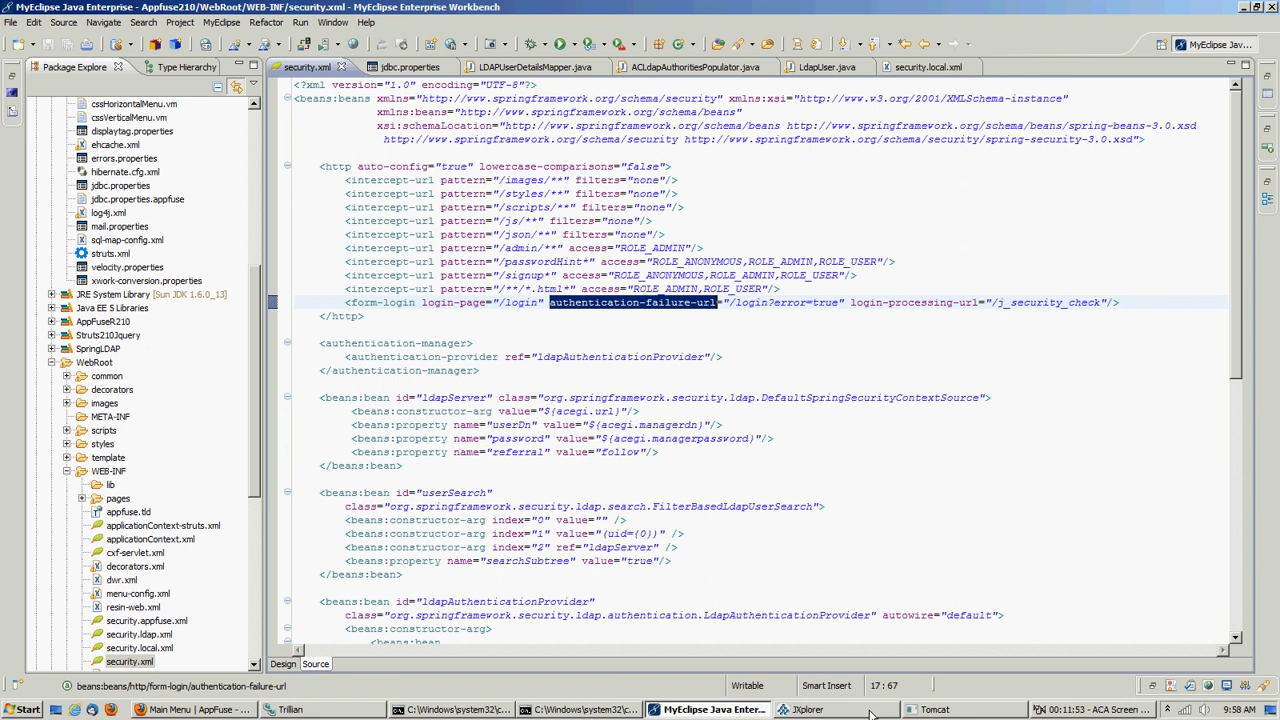 MyEclipse Java Enterprise - Appfuse210/WebRoot/WEB-INF/security.xml - MyEclipse Enterprise Workbench
File Edit Source Navigate Search Project MyEclipse Refactor Run Window Help
MyEclipse Jav...
Package Explorer Type Hierarchy
security.xml jdbc.properties LDAPUserDetailsMapper.java ACLdapAuthoritiesPopulator.java LdapUser.java security.local.xml
cssHorizontalMenu.vm
cssVerticalMenu.vm
displaytag.properties
ehcache.xml
errors.properties
hibernate.cfg.xml
jdbc.properties
jdbc.properties.appfuse
log4j.xml
mail.properties
sql-map-config.xml
struts.xml
velocity.properties
xwork-conversion.properties
JRE System Library [Sun JDK 1.6.0_13]
Java EE 5 Libraries
AppFuseR210
Struts210Jquery
SpringLDAP
WebRoot
common
decorators
images
META-INF
scripts
styles
template
WEB-INF
lib
pages
appfuse.tld
applicationContext-struts.xml
applicationContext.xml
cxf-servlet.xml
decorators.xml
dwr.xml
menu-config.xml
resin-web.xml
security.appfuse.xml
security.ldap.xml
security.local.xml
security.xml
<?xml version="1.0" encoding="UTF-8"?>
<beans:beans xmlns="http://www.springframework.org/schema/security" xmlns:xsi="http://www.w3.org/2001/XMLSchema-instance"
xmlns:beans="http://www.springframework.org/schema/beans"
xsi:schemaLocation="http://www.springframework.org/schema/beans http://www.springframework.org/schema/beans/spring-beans-3.0.xsd
http://www.springframework.org/schema/security http://www.springframework.org/schema/security/spring-security-3.0.xsd">
<http auto-config="true" lowercase-comparisons="false">
<intercept-url pattern="/images/**" filters="none"/>
<intercept-url pattern="/styles/**" filters="none"/>
<intercept-url pattern="/scripts/**" filters="none"/>
<intercept-url pattern="/js/**" filters="none"/>
<intercept-url pattern="/json/**" filters="none"/>
<intercept-url pattern="/admin/**" access="ROLE_ADMIN"/>
<intercept-url pattern="/passwordHint*" access="ROLE_ANONYMOUS,ROLE_ADMIN,ROLE_USER"/>
<intercept-url pattern="/signup*" access="ROLE_ANONYMOUS,ROLE_ADMIN,ROLE_USER"/>
<intercept-url pattern="/**/*.html*" access="ROLE_ADMIN,ROLE_USER"/>
<form-login login-page="/login" authentication-failure-url="/login?error=true" login-processing-url="/j_security_check"/>
</http>
<authentication-manager>
<authentication-provider ref="ldapAuthenticationProvider"/>
</authentication-manager>
<beans:bean id="ldapServer" class="org.springframework.security.ldap.DefaultSpringSecurityContextSource">
<beans:constructor-arg value="${acegi.url}"/>
<beans:property name="userDn" value="${acegi.managerdn}"/>
<beans:property name="password" value="${acegi.managerpassword}"/>
<beans:property name="referral" value="follow"/>
</beans:bean>
<beans:bean id="userSearch"
class="org.springframework.security.ldap.search.FilterBasedLdapUserSearch">
<beans:constructor-arg index="0" value="" />
<beans:constructor-arg index="1" value="(uid={0})" />
<beans:constructor-arg index="2" ref="ldapServer" />
<beans:property name="searchSubtree" value="true"/>
</beans:bean>
<beans:bean id="ldapAuthenticationProvider"
class="org.springframework.security.ldap.authentication.LdapAuthenticationProvider" autowire="default">
<beans:constructor-arg>
<beans:bean
Design Source
beans:beans/http/form-login/authentication-failure-url Writable Smart Insert 17 : 67
Start Main Menu | AppFuse ... Trillian C:\Windows\system32\c... C:\Windows\system32\c... MyEclipse Java Enter... JXplorer Tomcat 00:11:53 - ACA Screen ... 9:58 AM